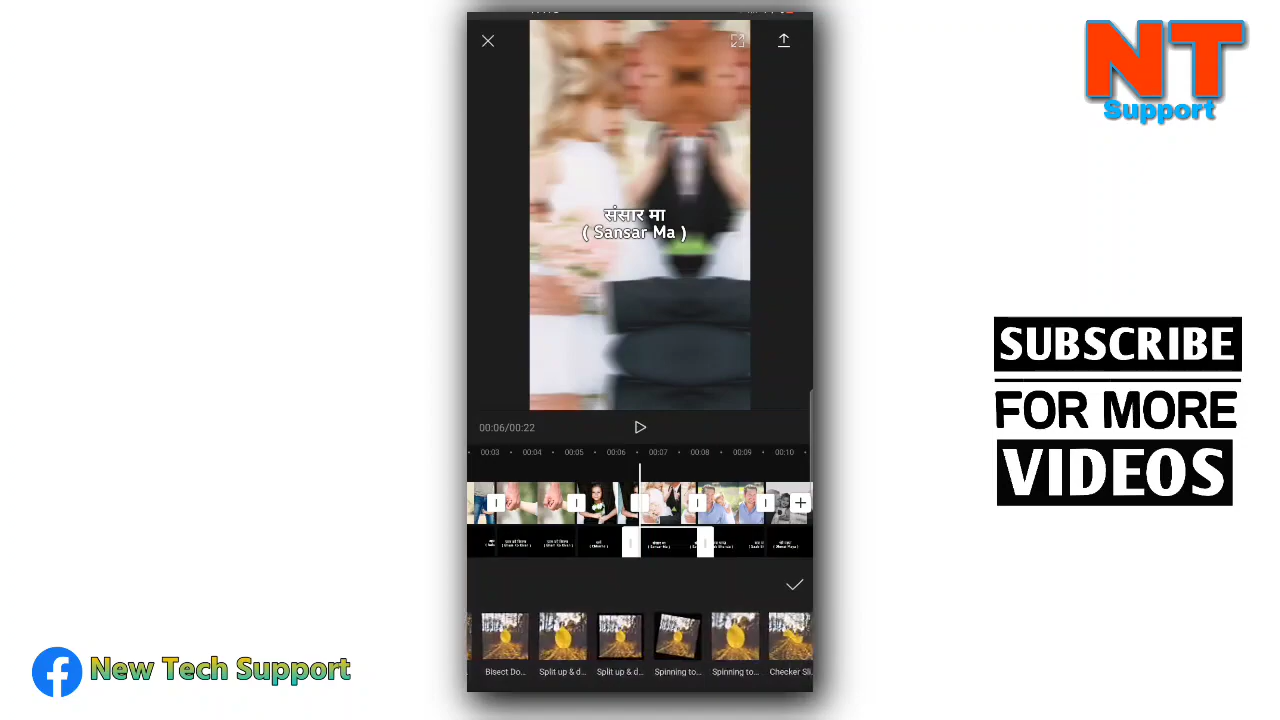 NT
Support
संसार मा
( Sansar Ma )
SUBSCRIBE
FOR MORE
VIDEOS
00:06/00:22
00:03 00:04 00:05 00:06 00:07 00:08 00:09 00:10
Bisect Do... Split up & d... Split up & d... Spinning to... Spinning to... Checker Sli
New Tech Support